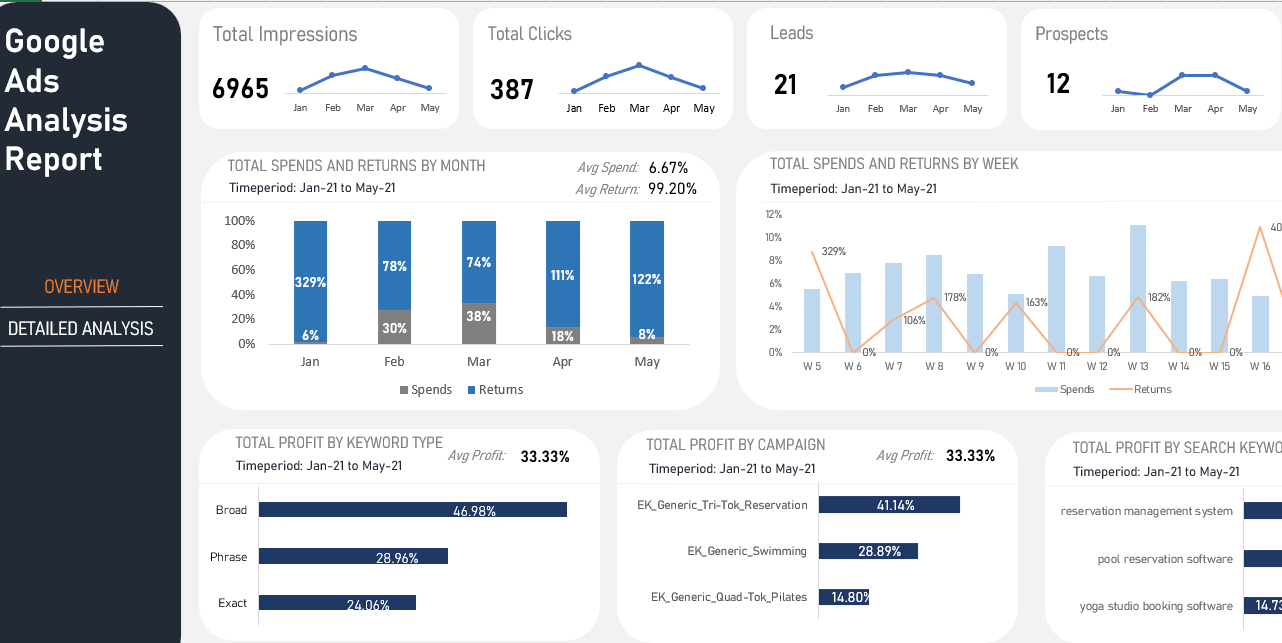 Google
Ads
Analysis
Report
OVERVIEW
DETAILED ANALYSIS
Total Impressions
6965
Jan Feb Mar Apr May
Total Clicks
387
Jan Feb Mar Apr May
Leads
21
Jan Feb Mar Apr May
Prospects
12
Jan Feb Mar Apr May
TOTAL SPENDS AND RETURNS BY MONTH
Timeperiod: Jan-21 to May-21
Avg Spend: 6.67%
Avg Return: 99.20%
100%
80%
60%
40%
20%
0%
329% 78% 74% 111% 122%
6% 30% 38% 18% 8%
Jan Feb Mar Apr May
Spends Returns
TOTAL SPENDS AND RETURNS BY WEEK
Timeperiod: Jan-21 to May-21
12%
10%
8%
6%
4%
2%
0%
329% 0% 106% 178% 0% 163% 0% 0% 182% 0% 0% 40
W 5 W 6 W 7 W 8 W 9 W 10 W 11 W 12 W 13 W 14 W 15 W 16
Spends Returns
TOTAL PROFIT BY KEYWORD TYPE
Timeperiod: Jan-21 to May-21
Avg Profit: 33.33%
Broad 46.98%
Phrase 28.96%
Exact 24.06%
TOTAL PROFIT BY CAMPAIGN
Timeperiod: Jan-21 to May-21
Avg Profit: 33.33%
EK_Generic_Tri-Tok_Reservation 41.14%
EK_Generic_Swimming 28.89%
EK_Generic_Quad-Tok_Pilates 14.80%
TOTAL PROFIT BY SEARCH KEYWO
Timeperiod: Jan-21 to May-21
reservation management system
pool reservation software
yoga studio booking software 14.73